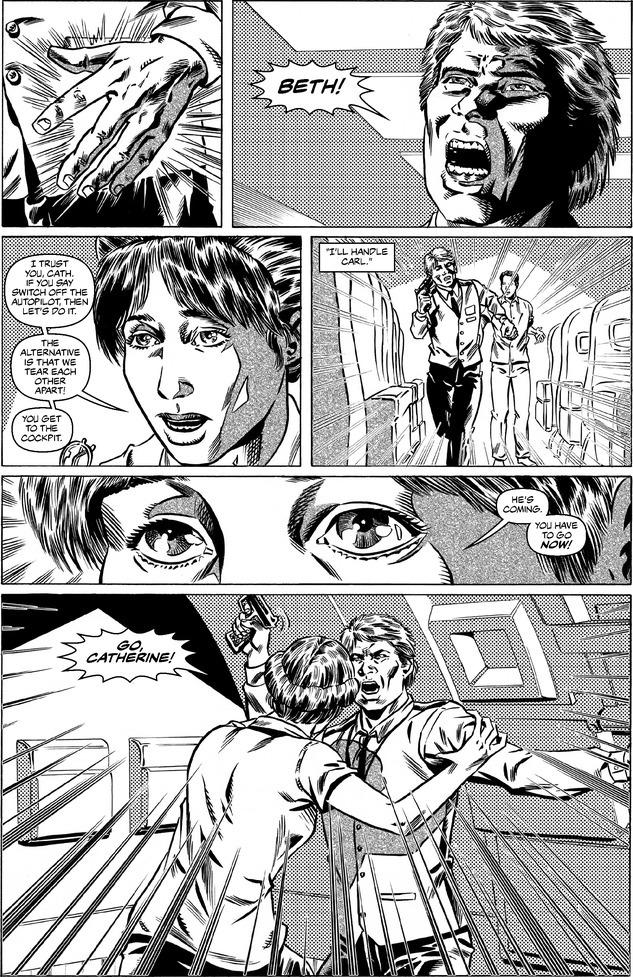 BETH!
I TRUST
YOU, CATH.
IF YOU SAY
SWITCH OFF THE
AUTOPILOT, THEN
LET'S DO IT.
THE
ALTERNATIVE
IS THAT WE
TEAR EACH
OTHER
APART!
YOU GET
TO THE
COCKPIT.
"I'LL HANDLE
CARL."
HE'S
COMING.
YOU HAVE
TO GO
NOW!
GO,
CATHERINE!